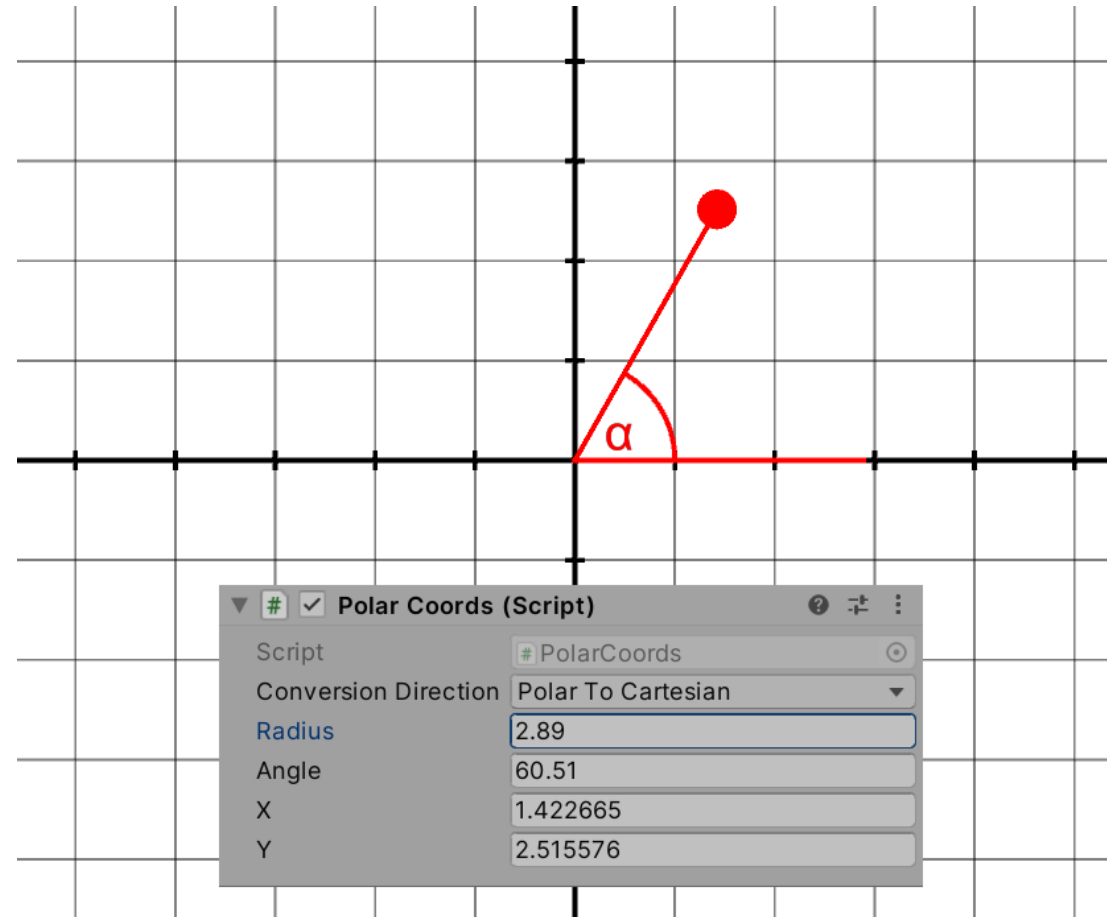 α
Polar Coords (Script)
Script PolarCoords
Conversion Direction Polar To Cartesian
Radius 2.89
Angle 60.51
X 1.422665
Y 2.515576